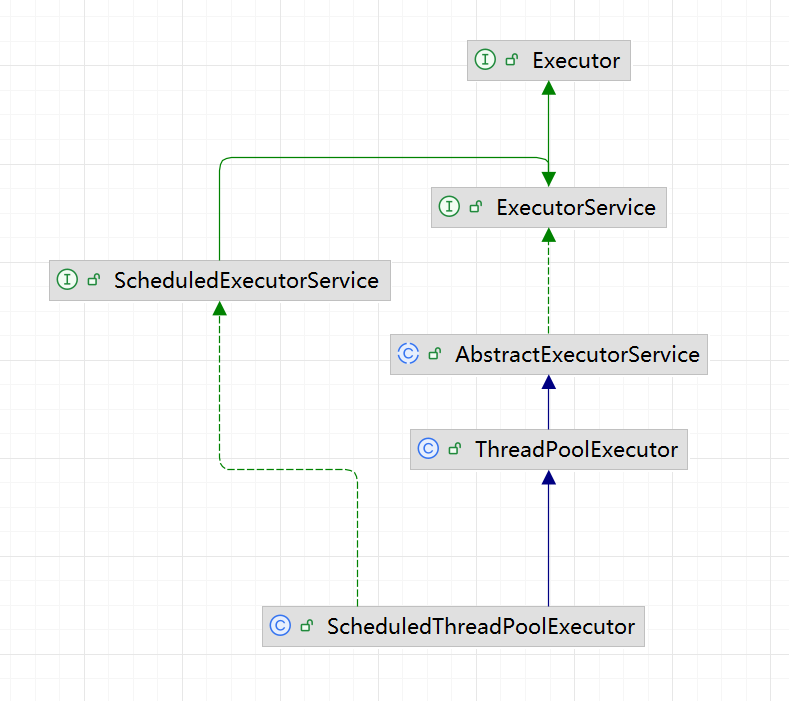 I Executor
I ExecutorService
I ScheduledExecutorService
C AbstractExecutorService
C ThreadPoolExecutor
C ScheduledThreadPoolExecutor